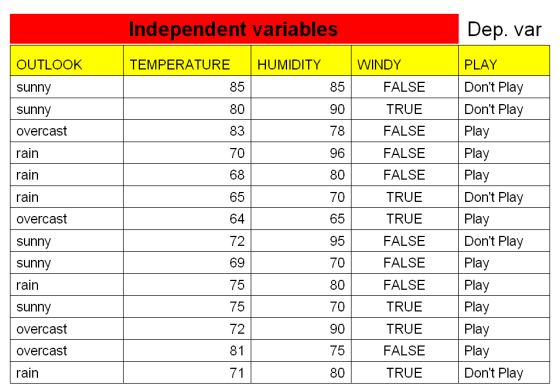 Independent variables Dep. var
OUTLOOK TEMPERATURE HUMIDITY WINDY PLAY
sunny 85 85 FALSE Don't Play
sunny 80 90 TRUE Don't Play
overcast 83 78 FALSE Play
rain 70 96 FALSE Play
rain 68 80 FALSE Play
rain 65 70 TRUE Don't Play
overcast 64 65 TRUE Play
sunny 72 95 FALSE Don't Play
sunny 69 70 FALSE Play
rain 75 80 FALSE Play
sunny 75 70 TRUE Play
overcast 72 90 TRUE Play
overcast 81 75 FALSE Play
rain 71 80 TRUE Don't Play